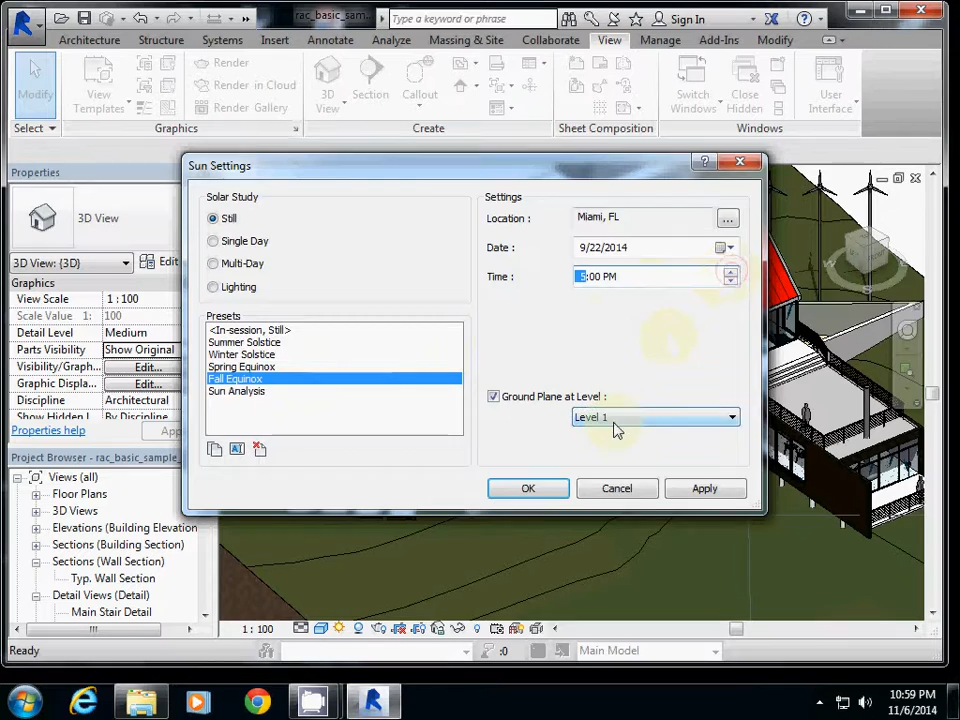 rac_basic_sam...
Type a keyword or phrase
Sign In
Architecture Structure Systems Insert Annotate Analyze Massing & Site Collaborate View Manage Add-Ins Modify
Modify
View Templates
Render
Render in Cloud
Render Gallery
3D View
Section
Callout
Switch Windows
Close Hidden
User Interface
Select
Graphics
Create
Sheet Composition
Windows
Properties
3D View
3D View: {3D}
Edit
Graphics
View Scale 1 : 100
Scale Value 1: 100
Detail Level Medium
Parts Visibility Show Original
Visibility/Graph... Edit...
Graphic Displa... Edit...
Discipline Architectural
Show Hidden L
Properties help
App
Project Browser - rac_basic_sample_
Views (all)
Floor Plans
3D Views
Elevations (Building Elevation
Sections (Building Section)
Sections (Wall Section)
Typ. Wall Section
Detail Views (Detail)
Main Stair Detail
Sun Settings
Solar Study
Still
Single Day
Multi-Day
Lighting
Presets
<In-session, Still>
Summer Solstice
Winter Solstice
Spring Equinox
Fall Equinox
Sun Analysis
Settings
Location : Miami, FL ...
Date : 9/22/2014
Time : 5:00 PM
Ground Plane at Level :
Level 1
OK Cancel Apply
W
S
1 : 100
Ready
:0
Main Model
10:59 PM
11/6/2014